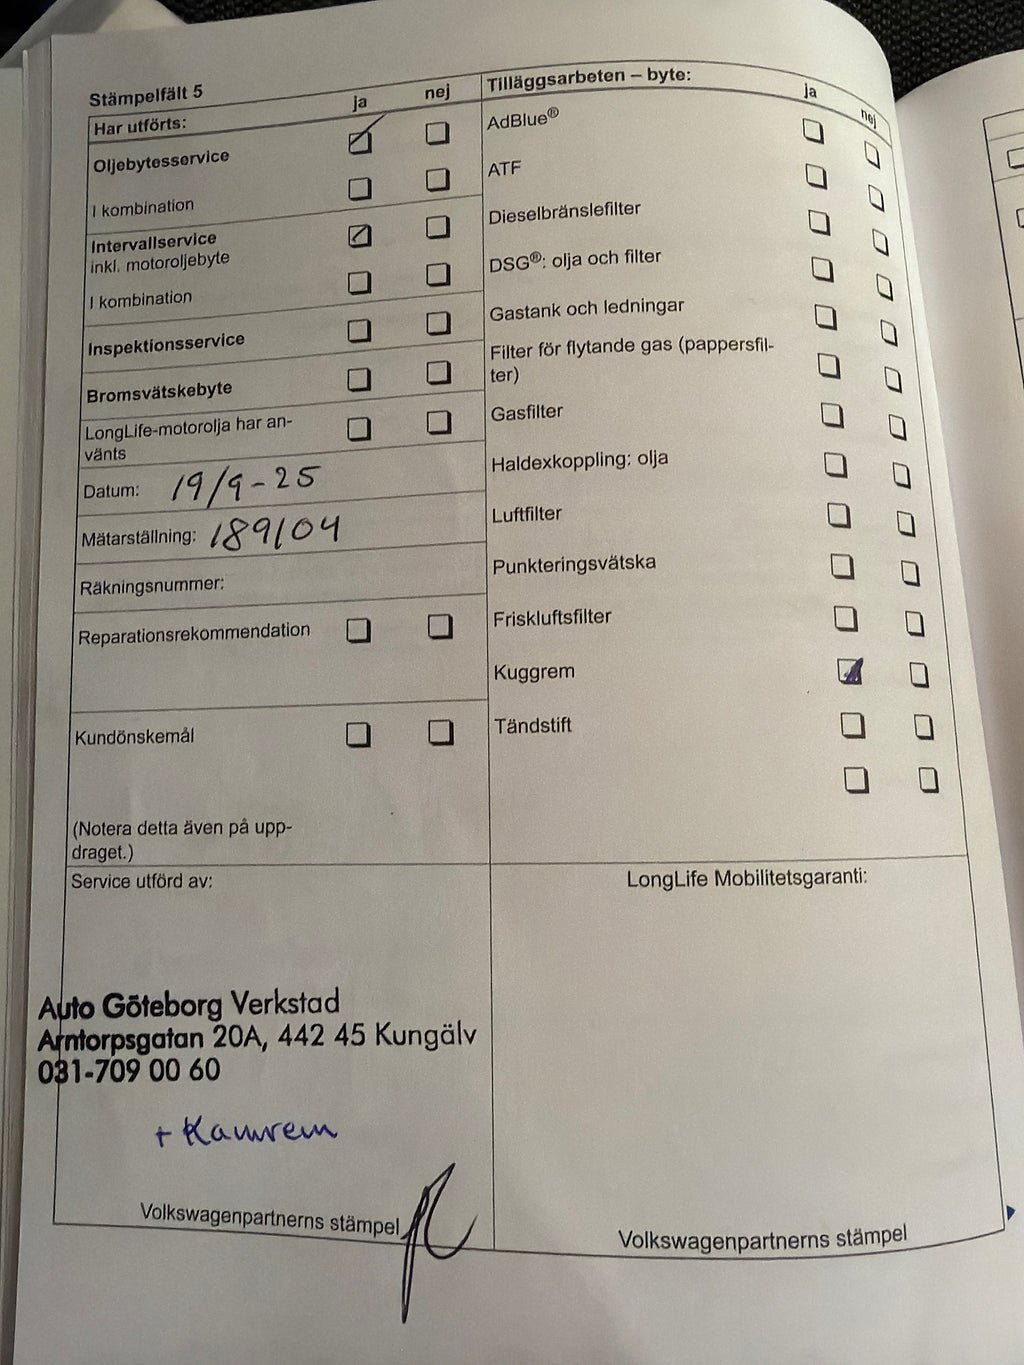 Stämpelfält 5
Har utförts: ja nej
Oljebytesservice
I kombination
Intervallservice
inkl. motoroljebyte
I kombination
Inspektionsservice
Bromsvätskebyte
LongLife-motorolja har an-
vänts
Datum: 19/9-25
Mätarställning: 189104
Räkningsnummer:
Reparationsrekommendation
Kundönskemål
(Notera detta även på upp-
draget.)
Service utförd av:
Auto Göteborg Verkstad
Arntorpsgatan 20A, 442 45 Kungälv
031-709 00 60
+ Kamrem
Volkswagenpartnerns stämpel
Tilläggsarbeten – byte: ja nej
AdBlue®
ATF
Dieselbränslefilter
DSG®: olja och filter
Gastank och ledningar
Filter för flytande gas (pappersfil-
ter)
Gasfilter
Haldexkoppling: olja
Luftfilter
Punkteringsvätska
Friskluftsfilter
Kuggrem
Tändstift
LongLife Mobilitetsgaranti:
Volkswagenpartnerns stämpel